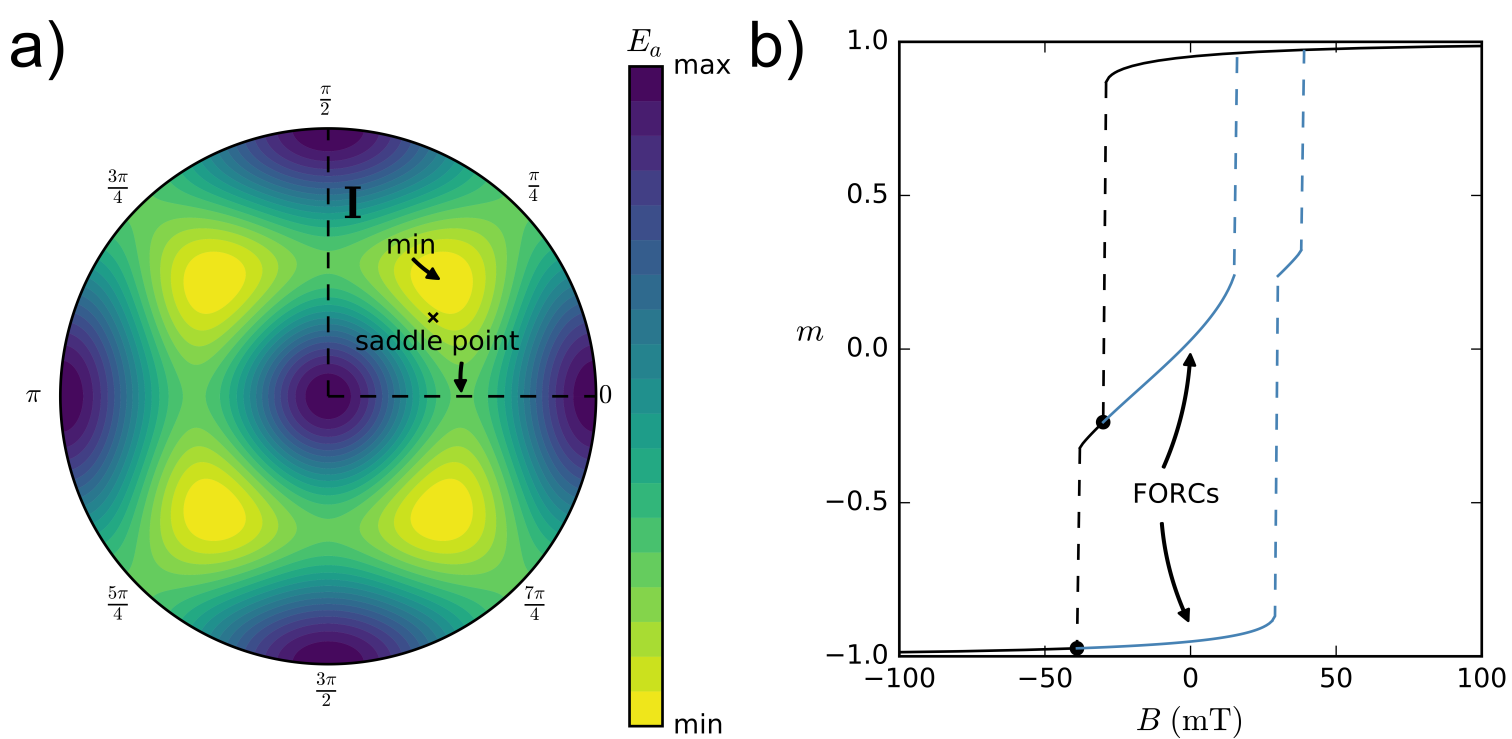 a)
E_a
max
π/2
3π/4
π/4
I
min
saddle point
π
0
5π/4
7π/4
3π/2
min
b)
1.0
0.5
m
0.0
−0.5
−1.0
FORCs
−100
−50
0
50
100
B (mT)